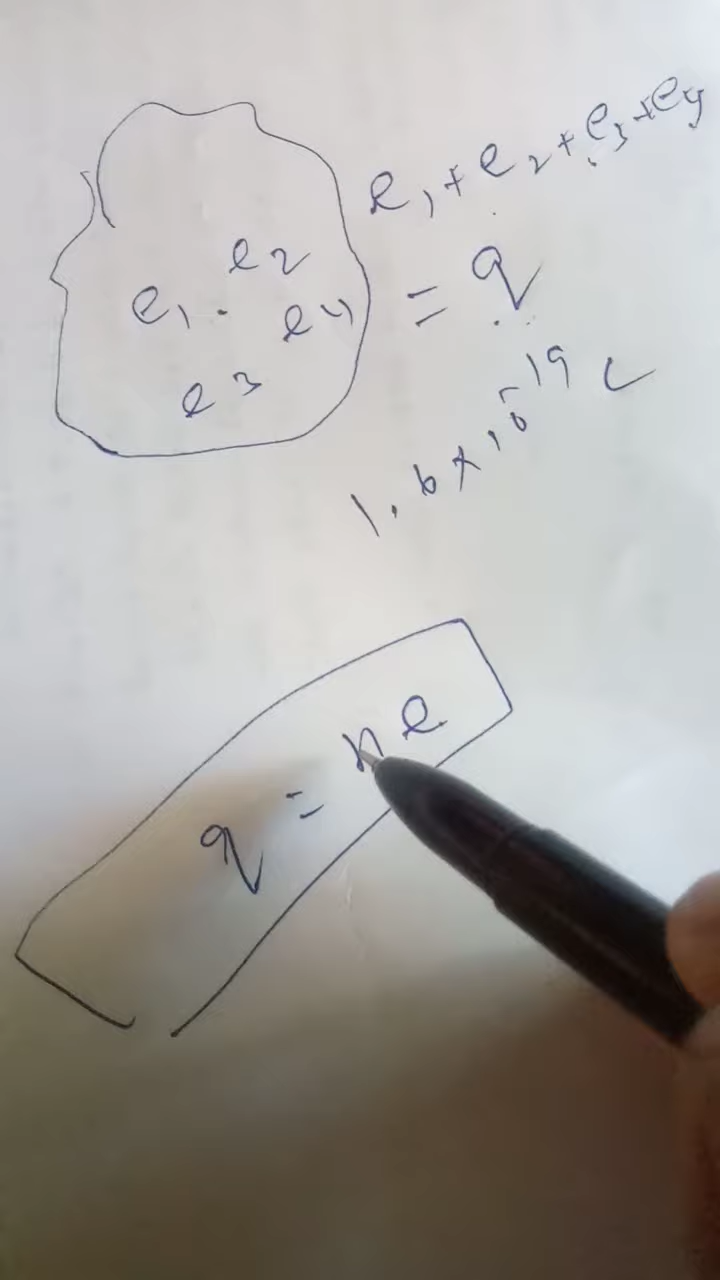 e₁ + e₂ + e₃ + e₄
e₂
e₁ . e₄
= q
e₃
1.6 × 10⁻¹⁹ C
q = ne